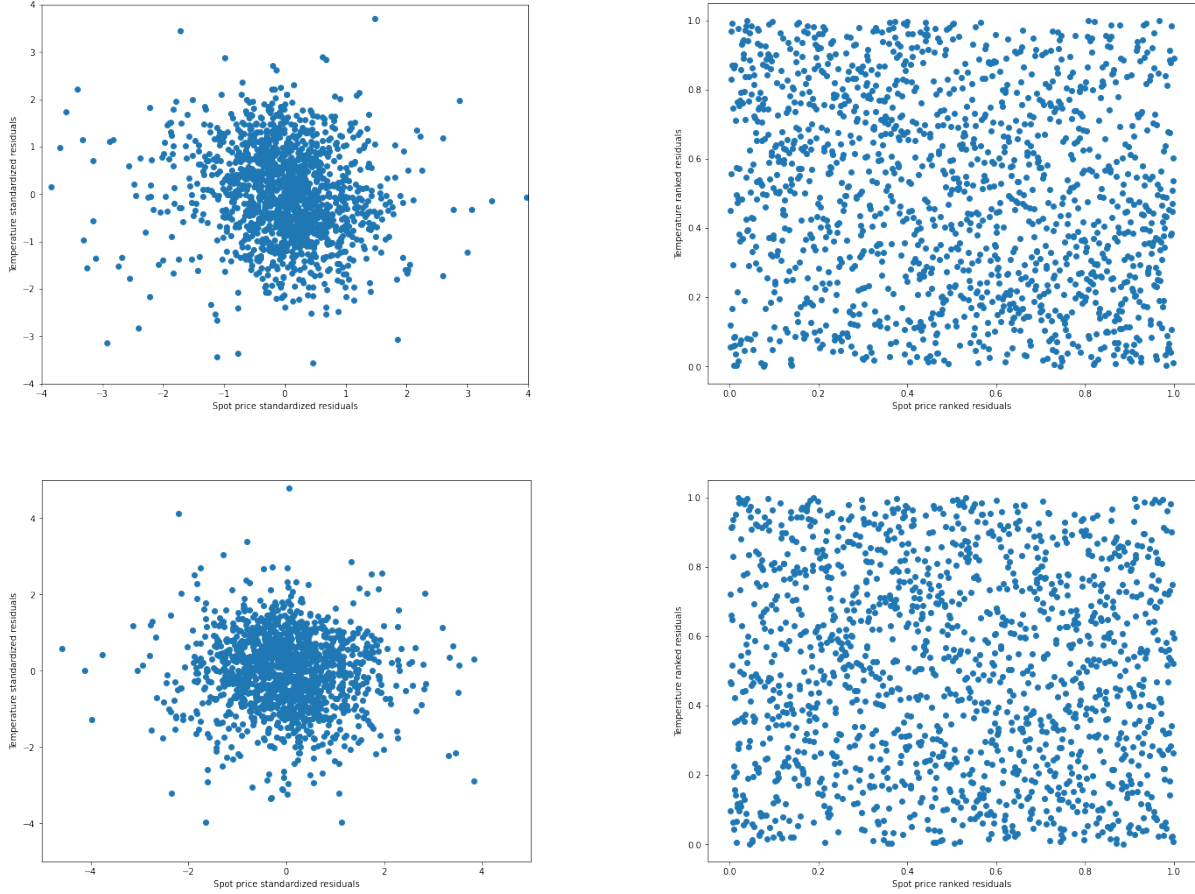 4
3
2
1
0
−1
−2
−3
−4
Temperature standardized residuals
−4 −3 −2 −1 0 1 2 3 4
Spot price standardized residuals
1.0
0.8
0.6
0.4
0.2
0.0
Temperature ranked residuals
0.0 0.2 0.4 0.6 0.8 1.0
Spot price ranked residuals
4
2
0
−2
−4
Temperature standardized residuals
−4 −2 0 2 4
Spot price standardized residuals
1.0
0.8
0.6
0.4
0.2
0.0
Temperature ranked residuals
0.0 0.2 0.4 0.6 0.8 1.0
Spot price ranked residuals